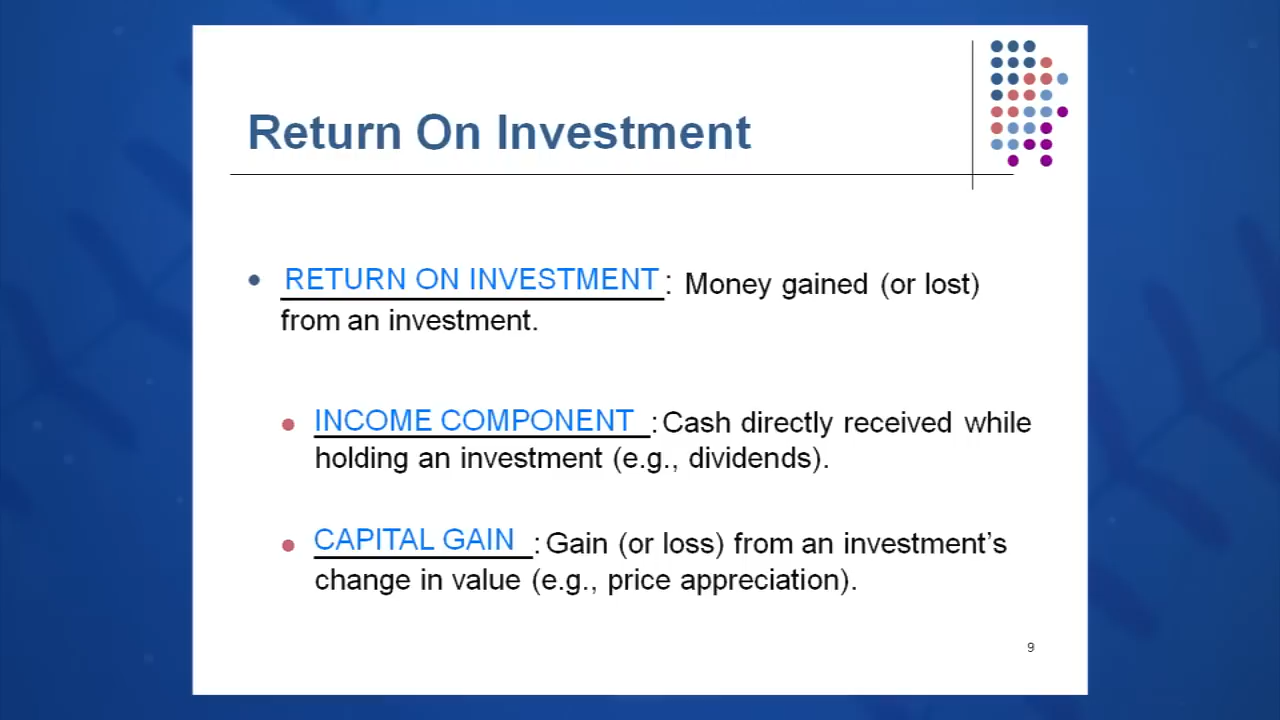 Return On Investment
• RETURN ON INVESTMENT: Money gained (or lost)
from an investment.
• INCOME COMPONENT: Cash directly received while
holding an investment (e.g., dividends).
• CAPITAL GAIN: Gain (or loss) from an investment's
change in value (e.g., price appreciation).
9